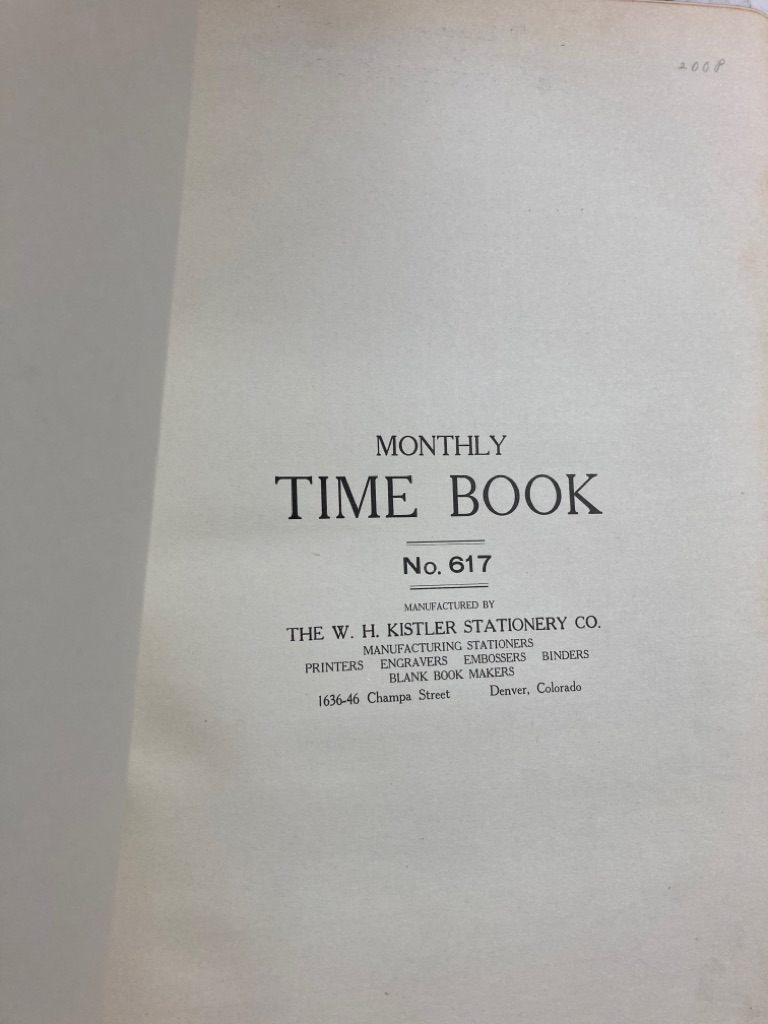 2008
MONTHLY
TIME BOOK
No. 617
MANUFACTURED BY
THE W. H. KISTLER STATIONERY CO.
MANUFACTURING STATIONERS
PRINTERS ENGRAVERS EMBOSSERS BINDERS
BLANK BOOK MAKERS
1636-46 Champa Street Denver, Colorado